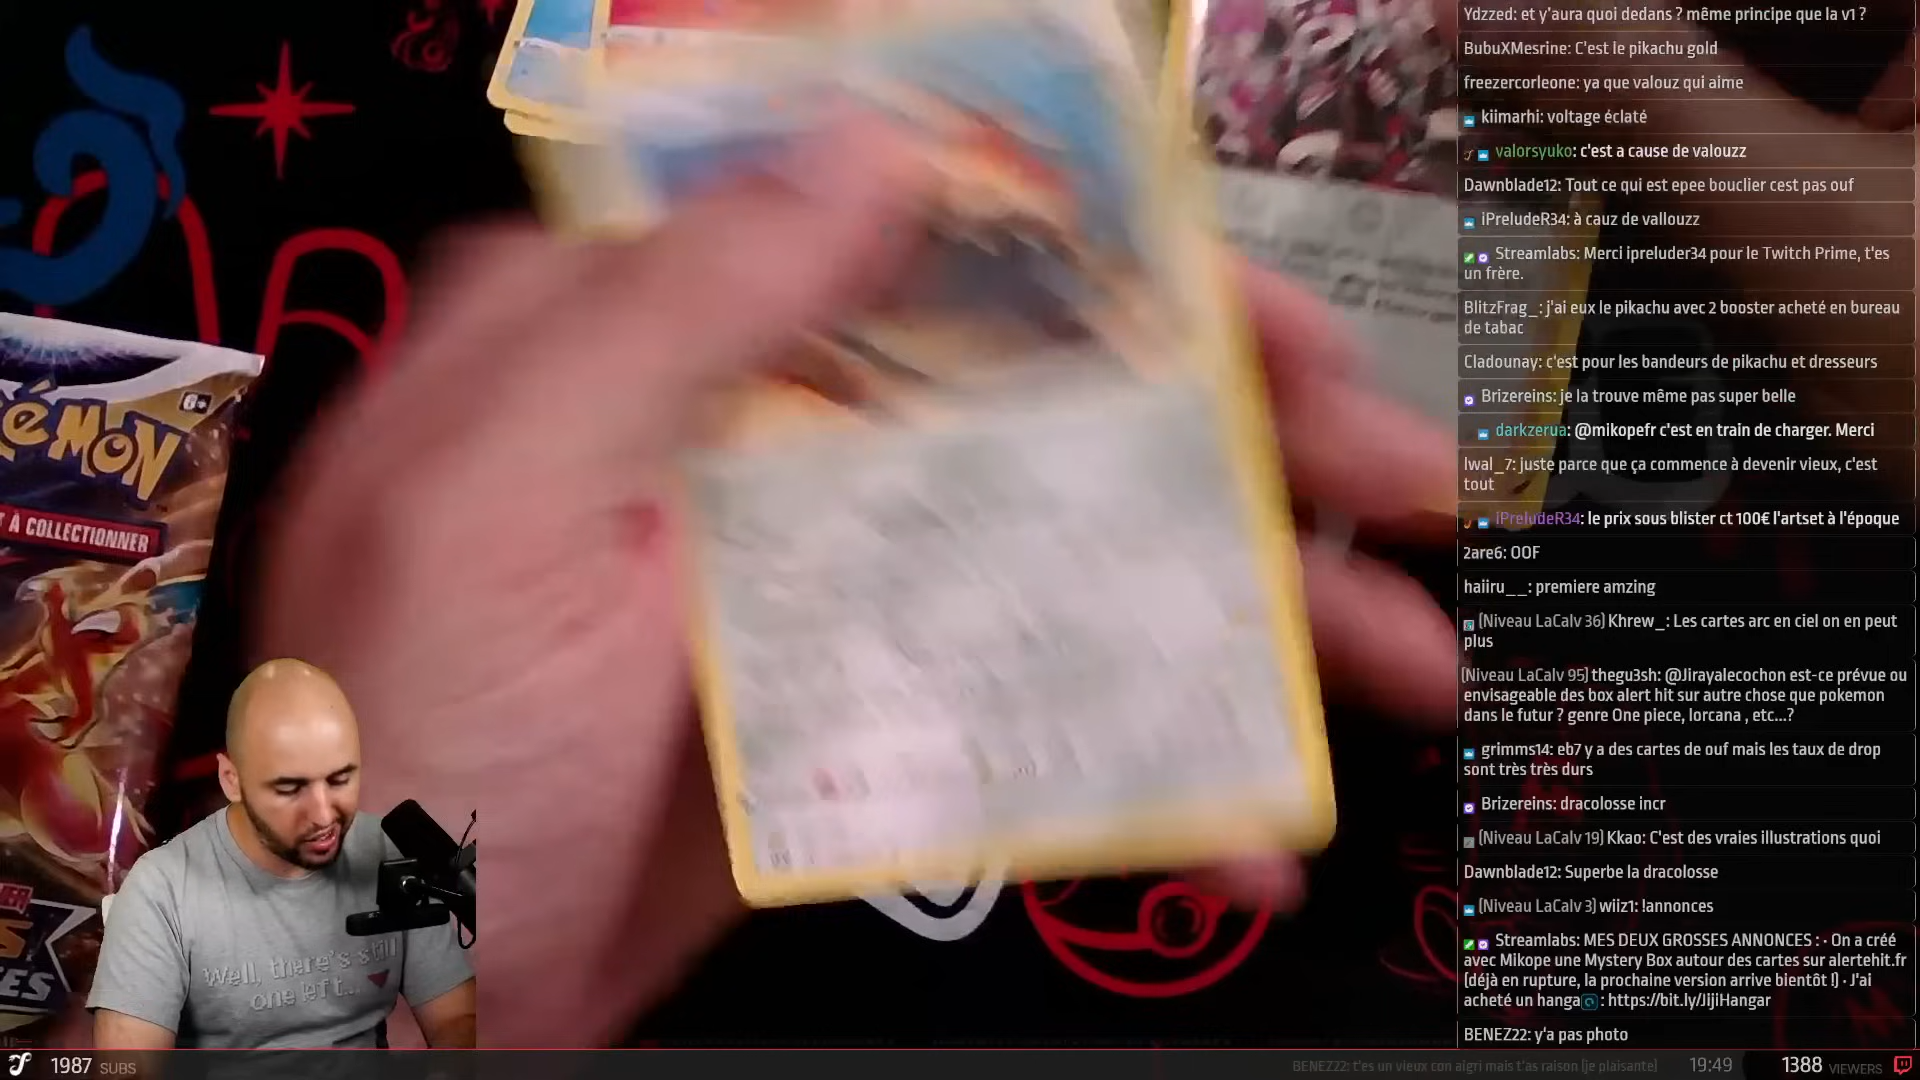 Ydzzed: et y'aura quoi dedans ? même principe que la v1 ?
BubuXMesrine: C'est le pikachu gold
freezercorleone: ya que valouz qui aime
kiimarhi: voltage éclaté
valorsyuko: c'est a cause de valouzz
Dawnblade12: Tout ce qui est epee bouclier cest pas ouf
iPreludeR34: à cauz de vallouzz
Streamlabs: Merci ipreluder34 pour le Twitch Prime, t'es
un frère.
BlitzFrag_: j'ai eux le pikachu avec 2 booster acheté en bureau
de tabac
Cladounay: c'est pour les bandeurs de pikachu et dresseurs
Brizereins: je la trouve même pas super belle
darkzerua: @mikopefr c'est en train de charger. Merci
lwal_7: juste parce que ça commence à devenir vieux, c'est
tout
iPreludeR34: le prix sous blister ct 100€ l'artset à l'époque
2are6: OOF
haiiru__: premiere amzing
[Niveau LaCalv 36] Khrew_: Les cartes arc en ciel on en peut
plus
[Niveau LaCalv 95] thegu3sh: @Jirayalecochon est-ce prévue ou
envisageable des box alert hit sur autre chose que pokemon
dans le futur ? genre One piece, lorcana , etc...?
grimms14: eb7 y a des cartes de ouf mais les taux de drop
sont très très durs
Brizereins: dracolosse incr
[Niveau LaCalv 19] Kkao: C'est des vraies illustrations quoi
Dawnblade12: Superbe la dracolosse
[Niveau LaCalv 3] wiiz1: !annonces
Streamlabs: MES DEUX GROSSES ANNONCES : • On a créé
avec Mikope une Mystery Box autour des cartes sur alertehit.fr
(déjà en rupture, la prochaine version arrive bientôt !) • J'ai
acheté un hanga : https://bit.ly/JijiHangar
BENEZ22: y'a pas photo
émon
6+
T À COLLECTIONNER
Well, there's still
one left...
1987 SUBS
BENEZ22: t'es un vieux con aigri mais t'as raison (je plaisante)
19:49
1388 VIEWERS